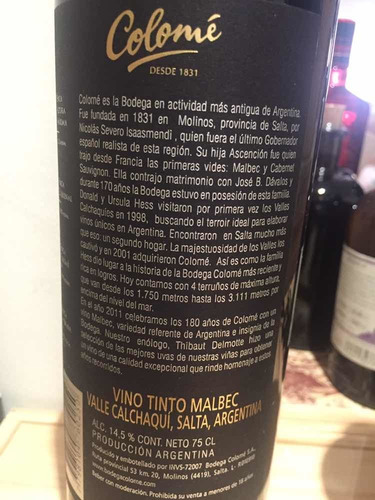 Colomé
DESDE 1831
Colomé es la Bodega en actividad más antigua de Argentina.
Fue fundada en 1831 en Molinos, provincia de Salta, por
Nicolás Severo Isaasmendi, quien fuera el último Gobernador
español realista de esta región. Su hija Ascención fue quien
trajo desde Francia las primeras vides: Malbec y Cabernet
Sauvignon. Ella contrajo matrimonio con José B. Dávalos y
durante 170 años la Bodega estuvo en posesión de esta familia.
Donald y Ursula Hess visitaron por primera vez los Valles
Calchaquíes en 1998, buscando el terroir ideal para elaborar
vinos únicos en Argentina. Encontraron en Salta mucho más
que eso: un segundo hogar. La majestuosidad de los Valles los
cautivó y en 2001 adquirieron Colomé. Así es como la familia
Hess dio lugar a la historia de la Bodega Colomé más reciente y
rica en logros. Hoy contamos con 4 terruños de máxima altura,
que van desde los 1.750 metros hasta los 3.111 metros por
encima del nivel del mar.
En el año 2011 celebramos los 180 años de Colomé con un
vino Malbec, variedad referente de Argentina e insignia de la
Bodega. Nuestro enólogo, Thibaut Delmotte hizo una
selección de las mejores uvas de nuestras viñas para obtener
un vino de una calidad excepcional que rinde homenaje a estos
años recorridos.
VINO TINTO MALBEC
VALLE CALCHAQUÍ, SALTA, ARGENTINA
ALC. 14,5 % CONT. NETO 75 CL
PRODUCCIÓN ARGENTINA
Producido y embotellado por INVS-72007 Bodega Colomé S.A.,
Ruta provincial 53 km. 20, Molinos (4419), Salta.
www.bodegacolome.com
Beber con moderación. Prohibida su venta a menores de 18 años.